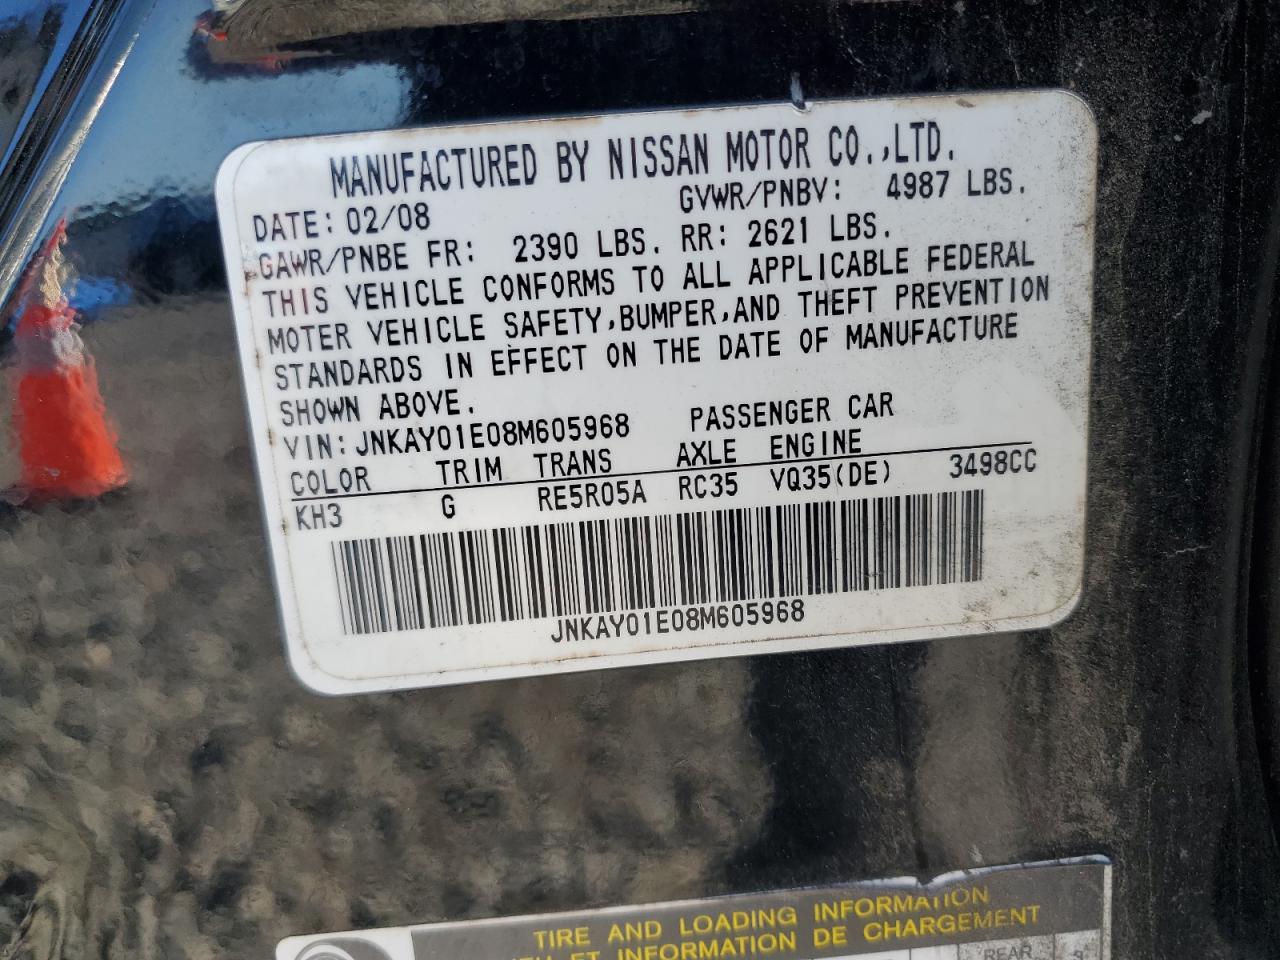 MANUFACTURED BY NISSAN MOTOR CO.,LTD.
DATE: 02/08 GVWR/PNBV: 4987 LBS.
GAWR/PNBE FR: 2390 LBS. RR: 2621 LBS.
THIS VEHICLE CONFORMS TO ALL APPLICABLE FEDERAL
MOTER VEHICLE SAFETY,BUMPER,AND THEFT PREVENTION
STANDARDS IN EFFECT ON THE DATE OF MANUFACTURE
SHOWN ABOVE.
VIN: JNKAY01E08M605968 PASSENGER CAR
COLOR TRIM TRANS AXLE ENGINE
KH3 G RE5R05A RC35 VQ35(DE) 3498CC
JNKAY01E08M605968
TIRE AND LOADING INFORMATION
ET INFORMATION DE CHARGEMENT
REAR